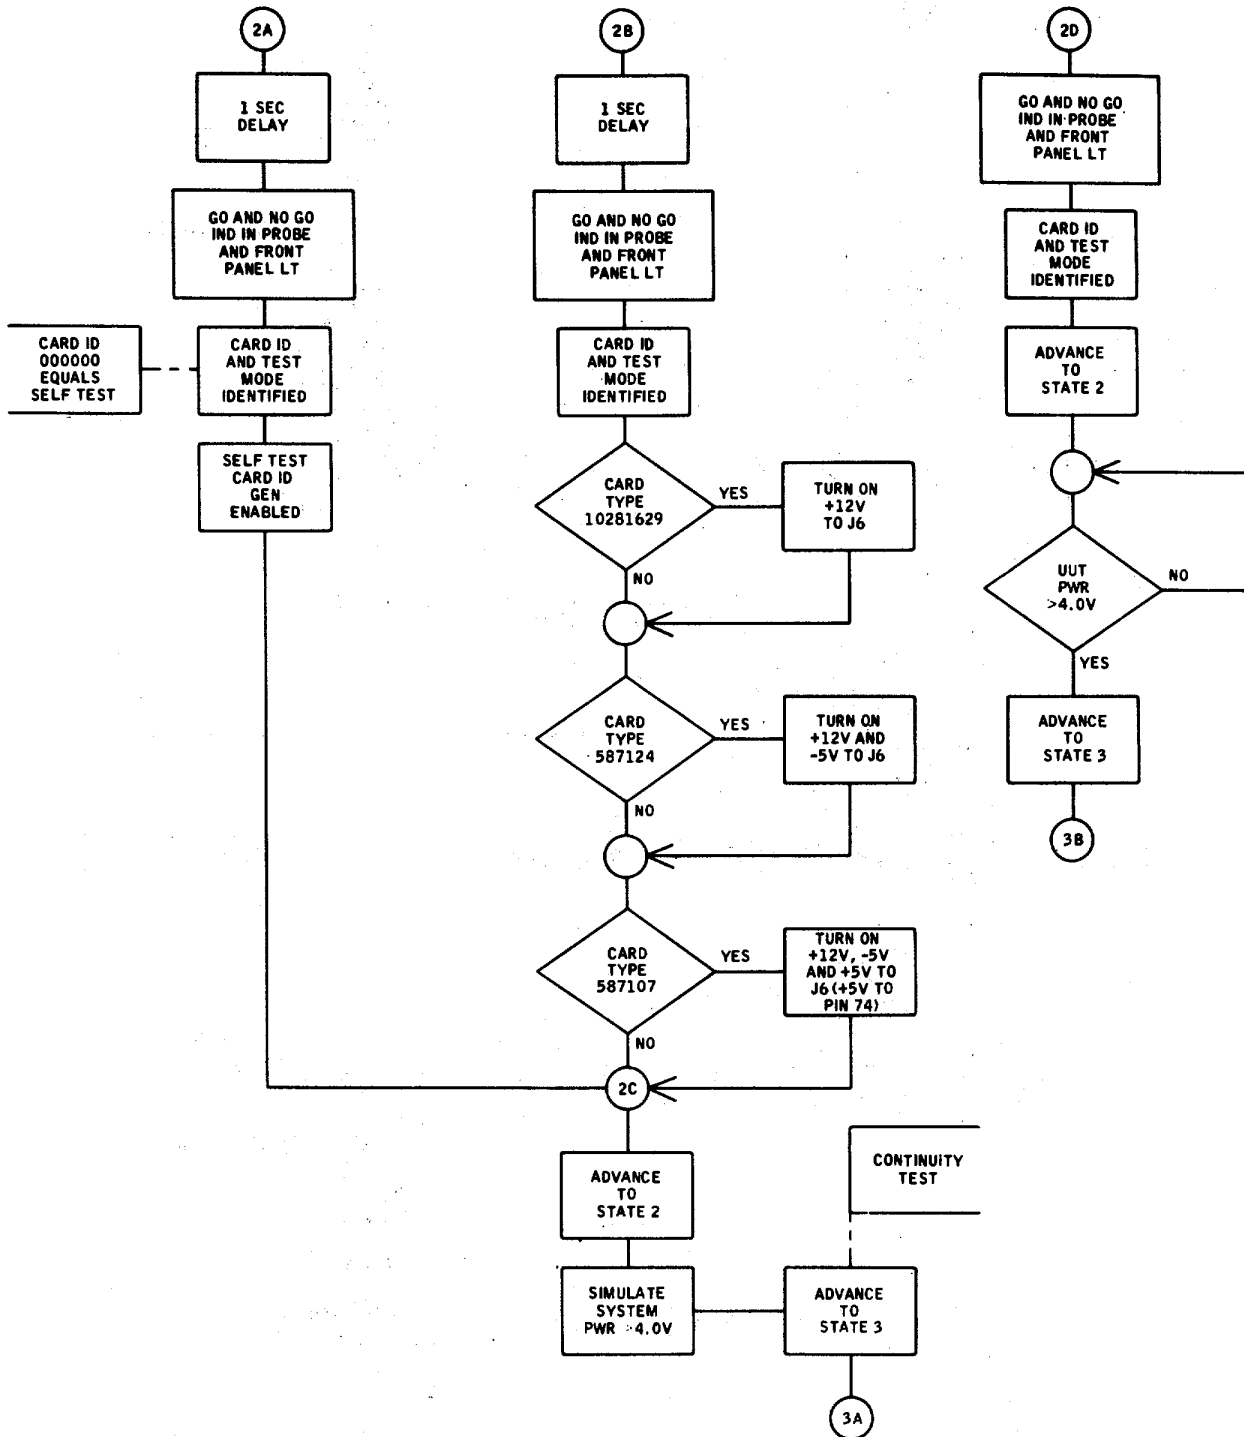 2A
1 SEC
DELAY
GO AND NO GO
IND IN PROBE
AND FRONT
PANEL LT
CARD ID
000000
EQUALS
SELF TEST
CARD ID
AND TEST
MODE
IDENTIFIED
SELF TEST
CARD ID
GEN
ENABLED
2B
1 SEC
DELAY
GO AND NO GO
IND IN PROBE
AND FRONT
PANEL LT
CARD ID
AND TEST
MODE
IDENTIFIED
CARD
TYPE
10281629
YES
TURN ON
+12V
TO J6
NO
CARD
TYPE
587124
YES
TURN ON
+12V AND
-5V TO J6
NO
CARD
TYPE
587107
YES
TURN ON
+12V, -5V
AND +5V TO
J6 (+5V TO
PIN 74)
NO
2C
ADVANCE
TO
STATE 2
SIMULATE
SYSTEM
PWR >4.0V
CONTINUITY
TEST
ADVANCE
TO
STATE 3
3A
2D
GO AND NO GO
IND IN PROBE
AND FRONT
PANEL LT
CARD ID
AND TEST
MODE
IDENTIFIED
ADVANCE
TO
STATE 2
UUT
PWR
>4.0V
NO
YES
ADVANCE
TO
STATE 3
3B